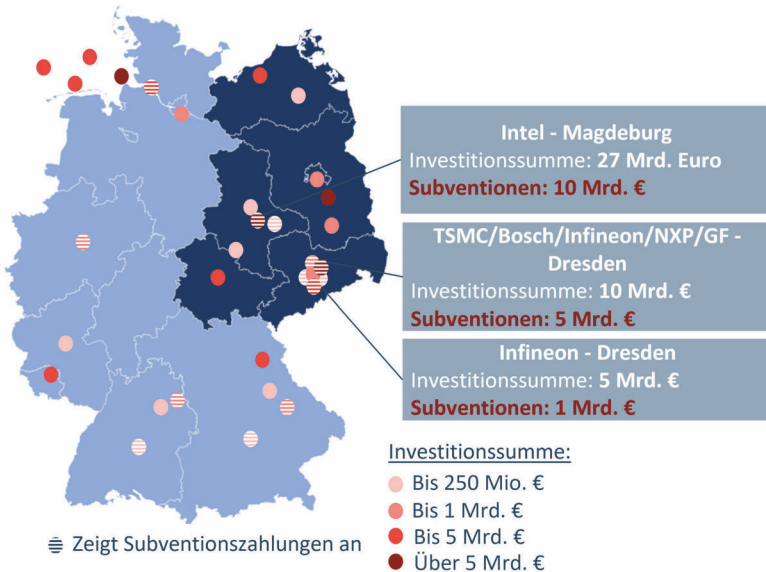 Intel - Magdeburg
Investitionssumme: 27 Mrd. Euro
Subventionen: 10 Mrd. €
TSMC/Bosch/Infineon/NXP/GF -
Dresden
Investitionssumme: 10 Mrd. €
Subventionen: 5 Mrd. €
Infineon - Dresden
Investitionssumme: 5 Mrd. €
Subventionen: 1 Mrd. €
Investitionssumme:
Bis 250 Mio. €
Bis 1 Mrd. €
Bis 5 Mrd. €
Über 5 Mrd. €
Zeigt Subventionszahlungen an